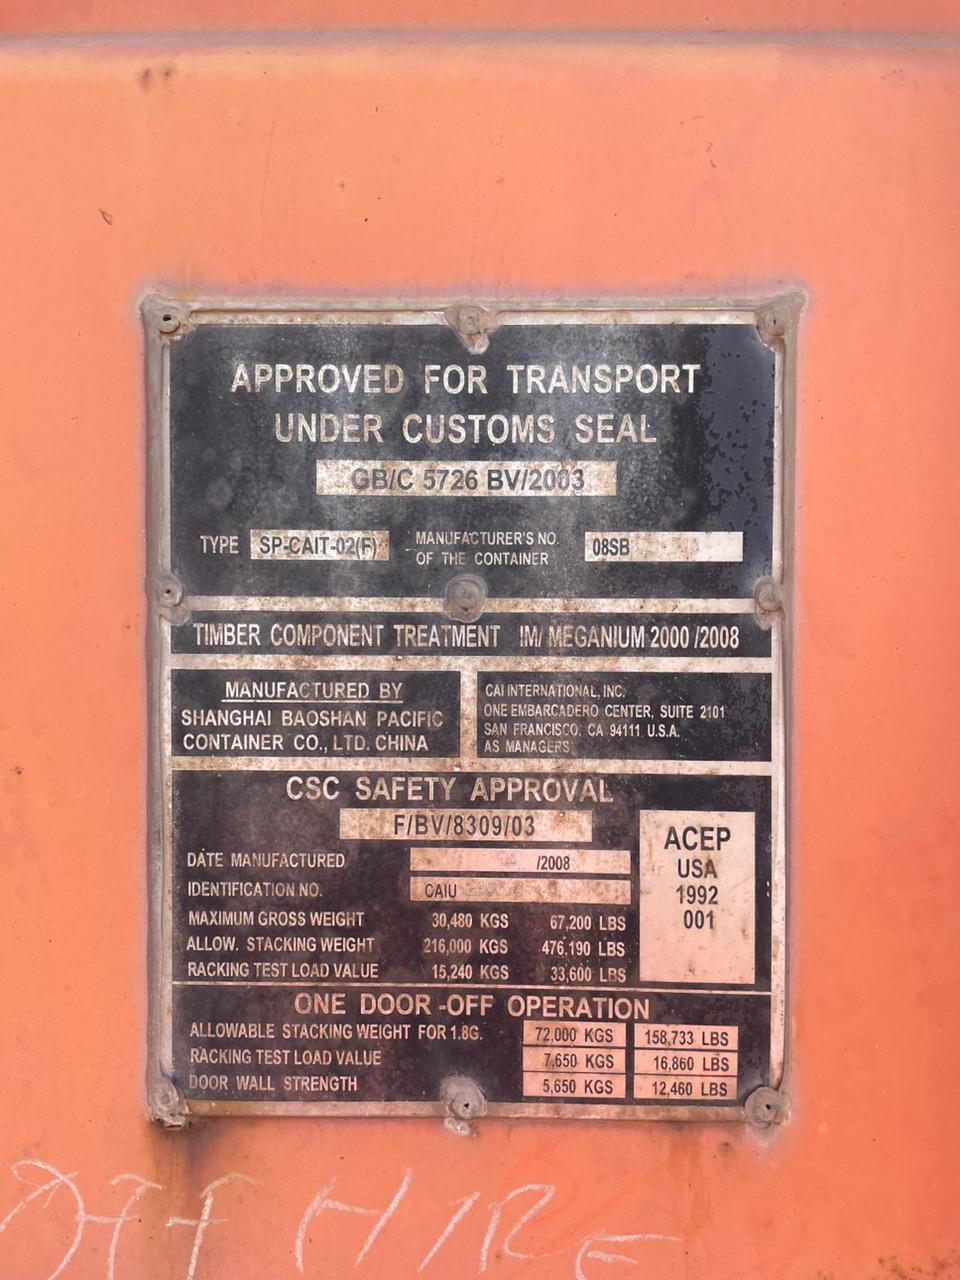 APPROVED FOR TRANSPORT
UNDER CUSTOMS SEAL
GB/C 5726 BV/2003
TYPE SP-CAIT-02(F) MANUFACTURER'S NO. OF THE CONTAINER 08SB
TIMBER COMPONENT TREATMENT IM/ MEGANIUM 2000 /2008
MANUFACTURED BY
SHANGHAI BAOSHAN PACIFIC
CONTAINER CO., LTD. CHINA
CAI INTERNATIONAL, INC.
ONE EMBARCADERO CENTER, SUITE 2101
SAN FRANCISCO, CA 94111 U.S.A.
AS MANAGERS
CSC SAFETY APPROVAL
F/BV/8309/03
DATE MANUFACTURED /2008
IDENTIFICATION NO. CAIU
MAXIMUM GROSS WEIGHT 30,480 KGS 67,200 LBS
ALLOW. STACKING WEIGHT 216,000 KGS 476,190 LBS
RACKING TEST LOAD VALUE 15,240 KGS 33,600 LBS
ACEP
USA
1992
001
ONE DOOR-OFF OPERATION
ALLOWABLE STACKING WEIGHT FOR 1.8G. 72,000 KGS 158,733 LBS
RACKING TEST LOAD VALUE 7,650 KGS 16,860 LBS
DOOR WALL STRENGTH 5,650 KGS 12,460 LBS
OFF HIRE